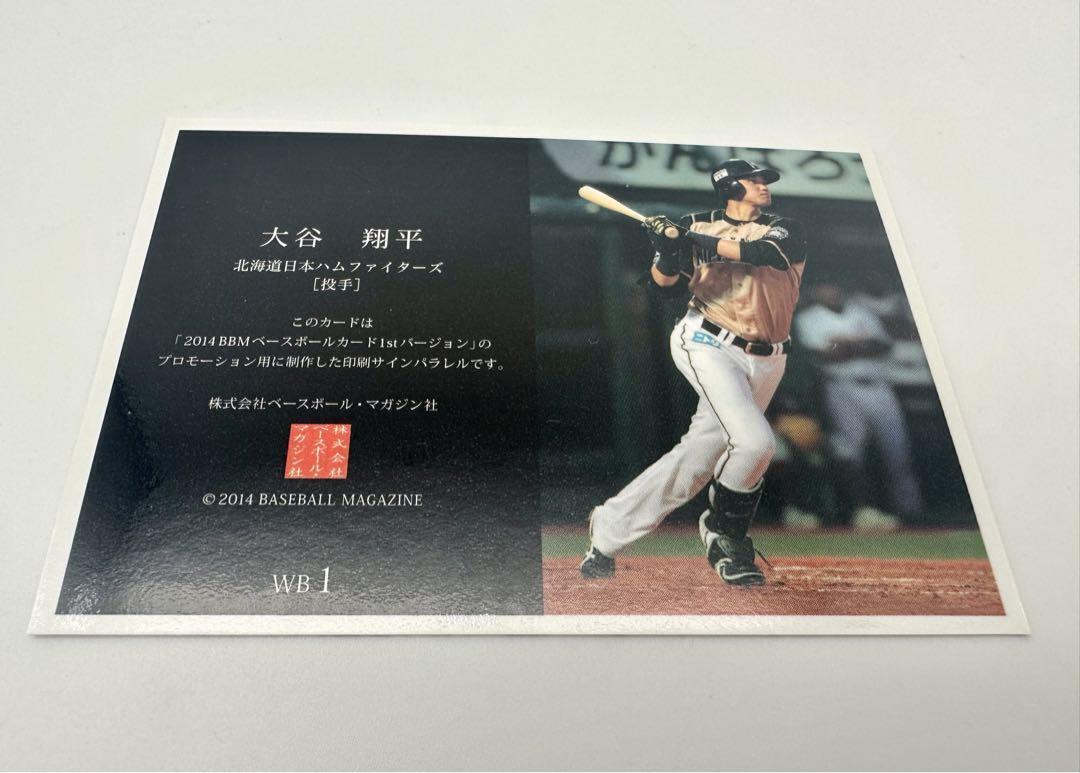 大谷　翔平
北海道日本ハムファイターズ
［投手］
このカードは
「2014 BBMベースボールカード1stバージョン」の
プロモーション用に制作した印刷サインパラレルです。
株式会社ベースボール・マガジン社
株式会社
ベースボール・
マガジン社
© 2014 BASEBALL MAGAZINE
WB 1
がんばろう